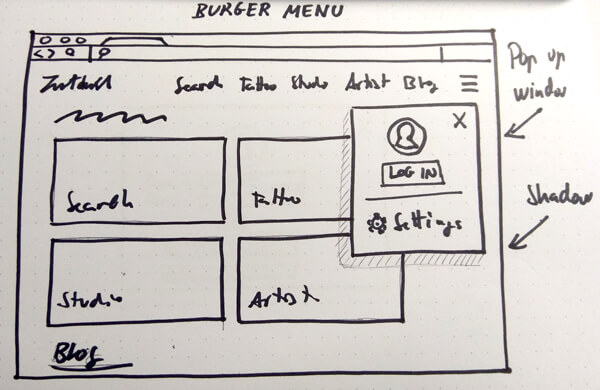 BURGER MENU
Search Tattoo Studio Artist Blog
Pop up
window
X
LOG IN
Search
Tattoo
Settings
Shadow
Studio
Artist
Blog